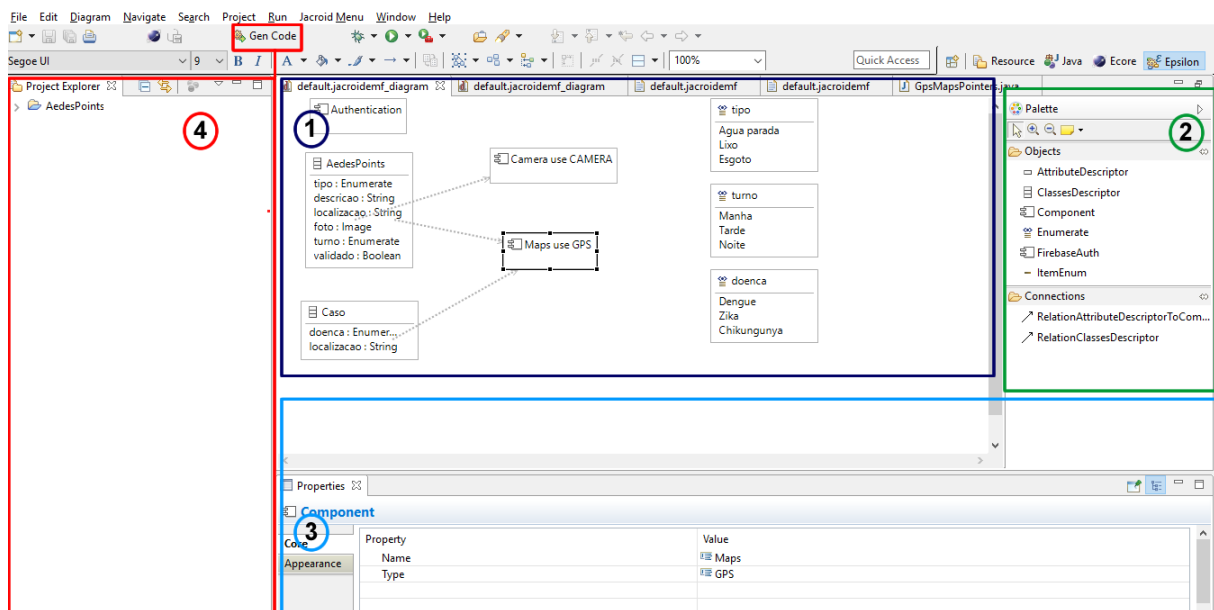 File Edit Diagram Navigate Search Project Run Jacroid Menu Window Help
Gen Code
Segoe UI 9 B I A 100% Quick Access Resource Java Ecore Epsilon
Project Explorer
AedesPoints
4
default.jacroidemf_diagram default.jacroidemf_diagram default.jacroidemf default.jacroidemf GpsMapsPointers.java
1
Authentication
AedesPoints
tipo : Enumerate
descricao : String
localizacao : String
foto : Image
turno : Enumerate
validado : Boolean
Caso
doenca : Enumer...
localizacao : String
Camera use CAMERA
Maps use GPS
tipo
Agua parada
Lixo
Esgoto
turno
Manha
Tarde
Noite
doenca
Dengue
Zika
Chikungunya
Palette
2
Objects
AttributeDescriptor
ClassesDescriptor
Component
Enumerate
FirebaseAuth
ItemEnum
Connections
RelationAttributeDescriptorToCom...
RelationClassesDescriptor
Properties
Component
3
Core
Appearance
Property Value
Name Maps
Type GPS